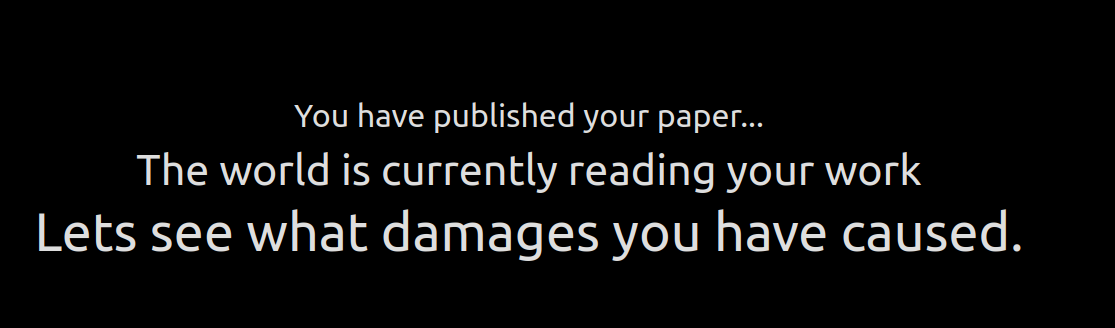 You have published your paper...
The world is currently reading your work
Lets see what damages you have caused.